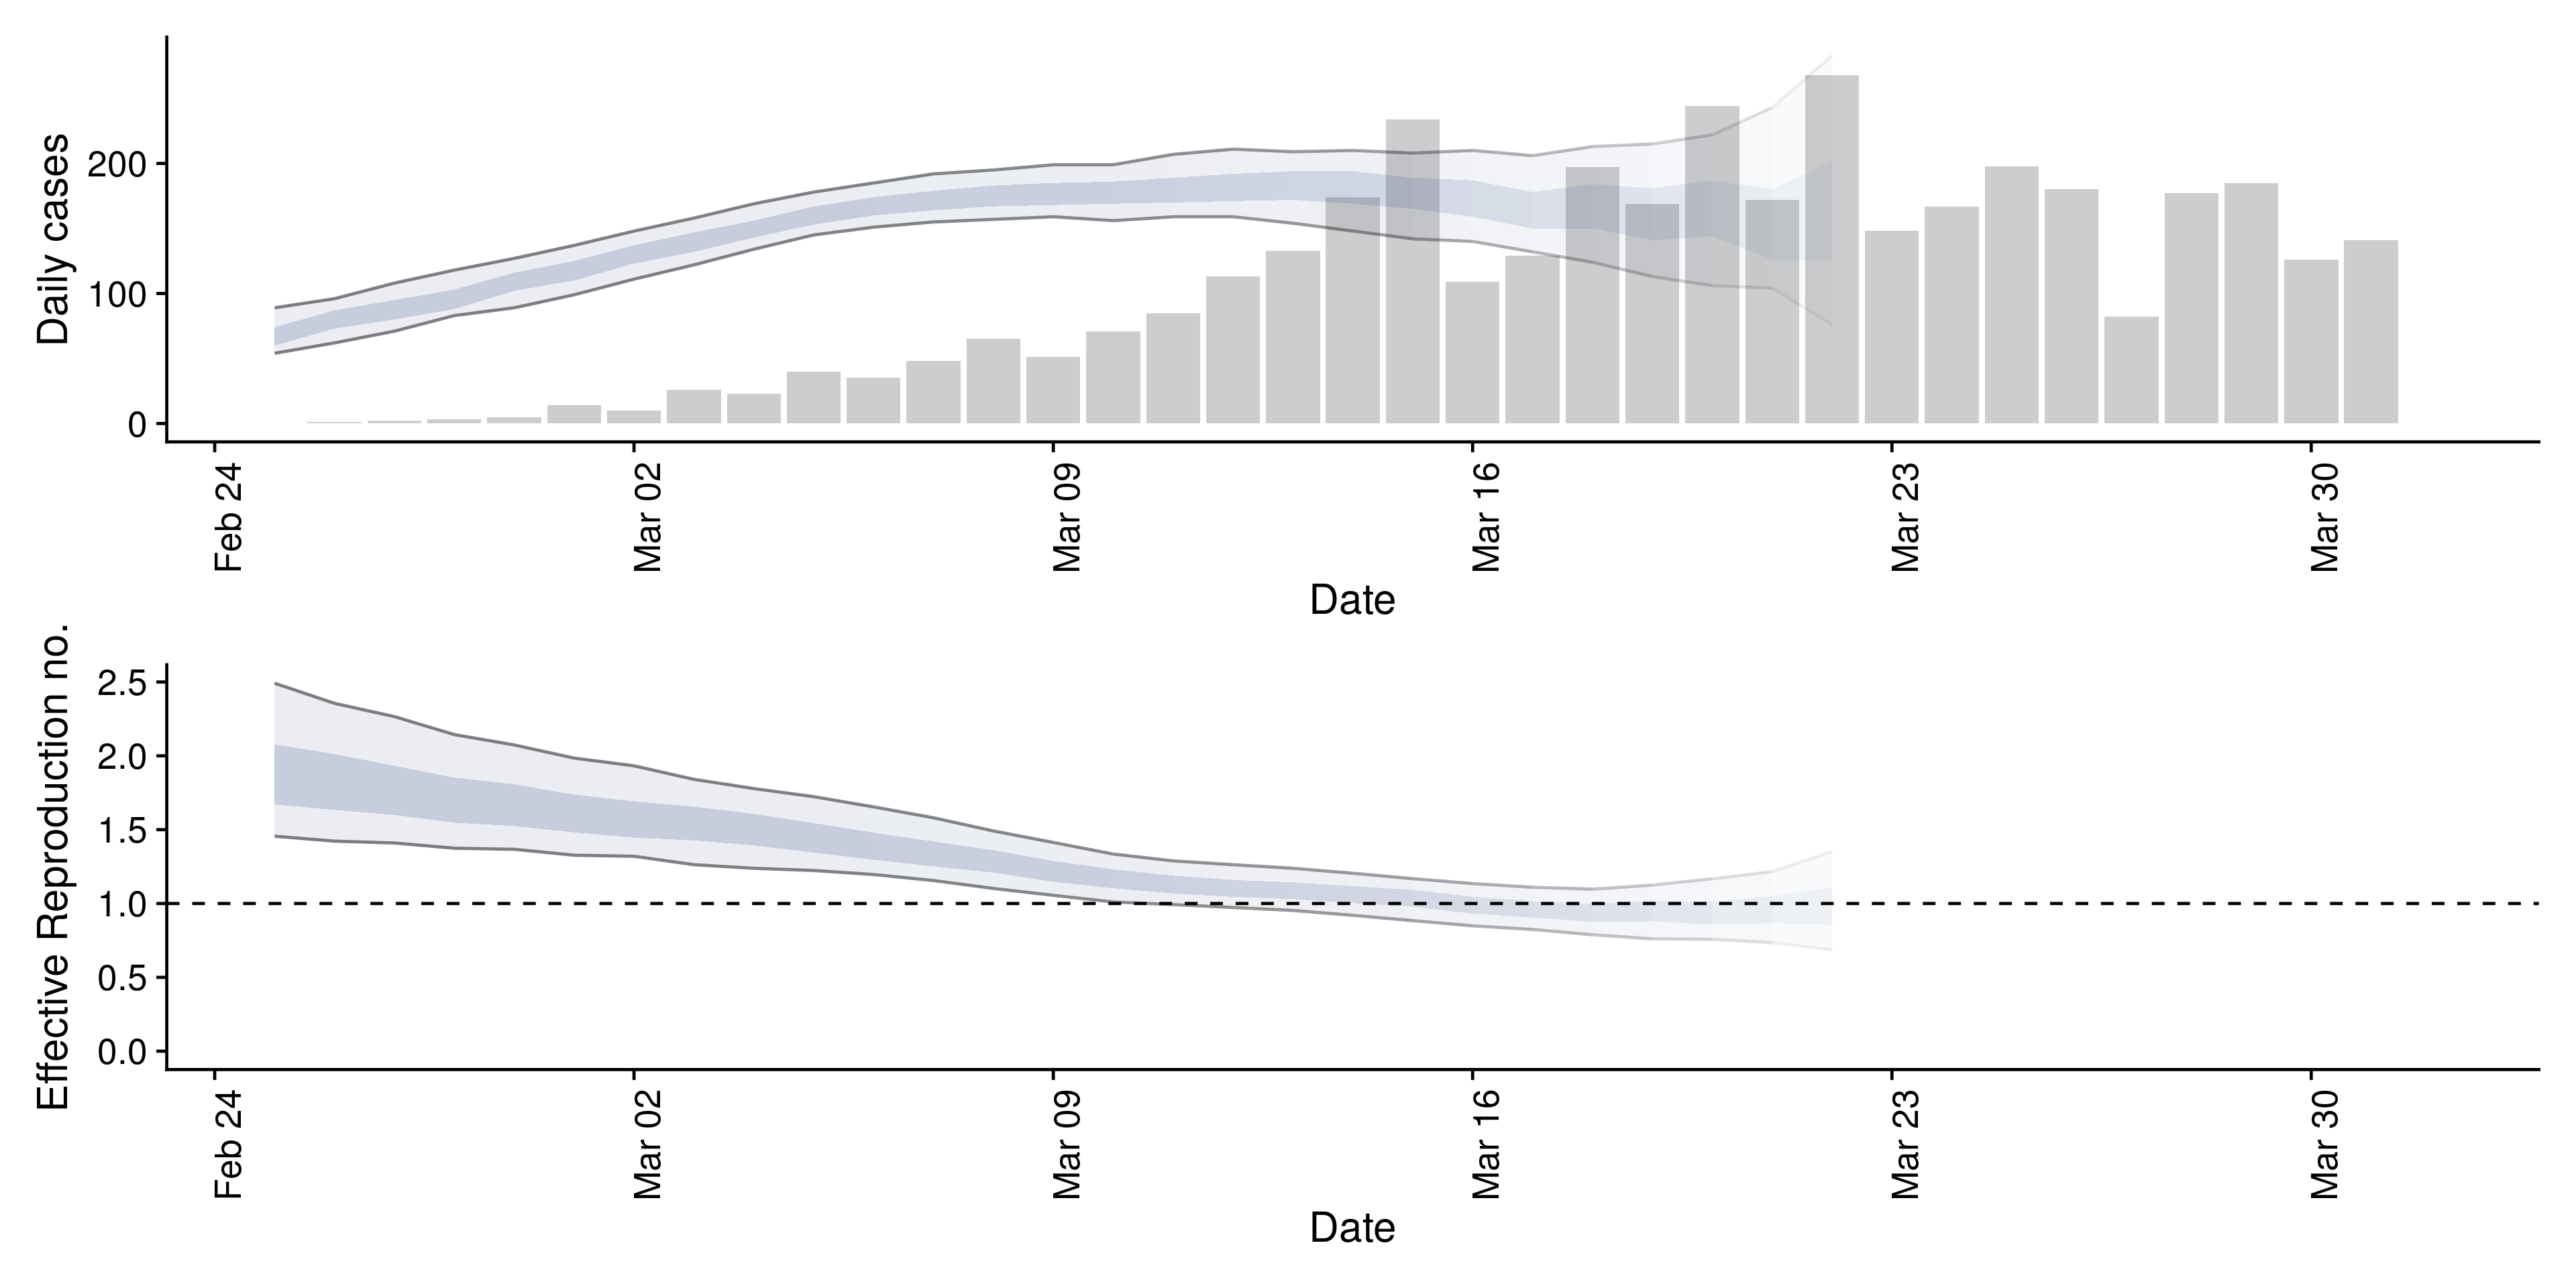 Daily cases
200
100
0
Feb 24
Mar 02
Mar 09
Mar 16
Mar 23
Mar 30
Date
Effective Reproduction no.
2.5
2.0
1.5
1.0
0.5
0.0
Feb 24
Mar 02
Mar 09
Mar 16
Mar 23
Mar 30
Date